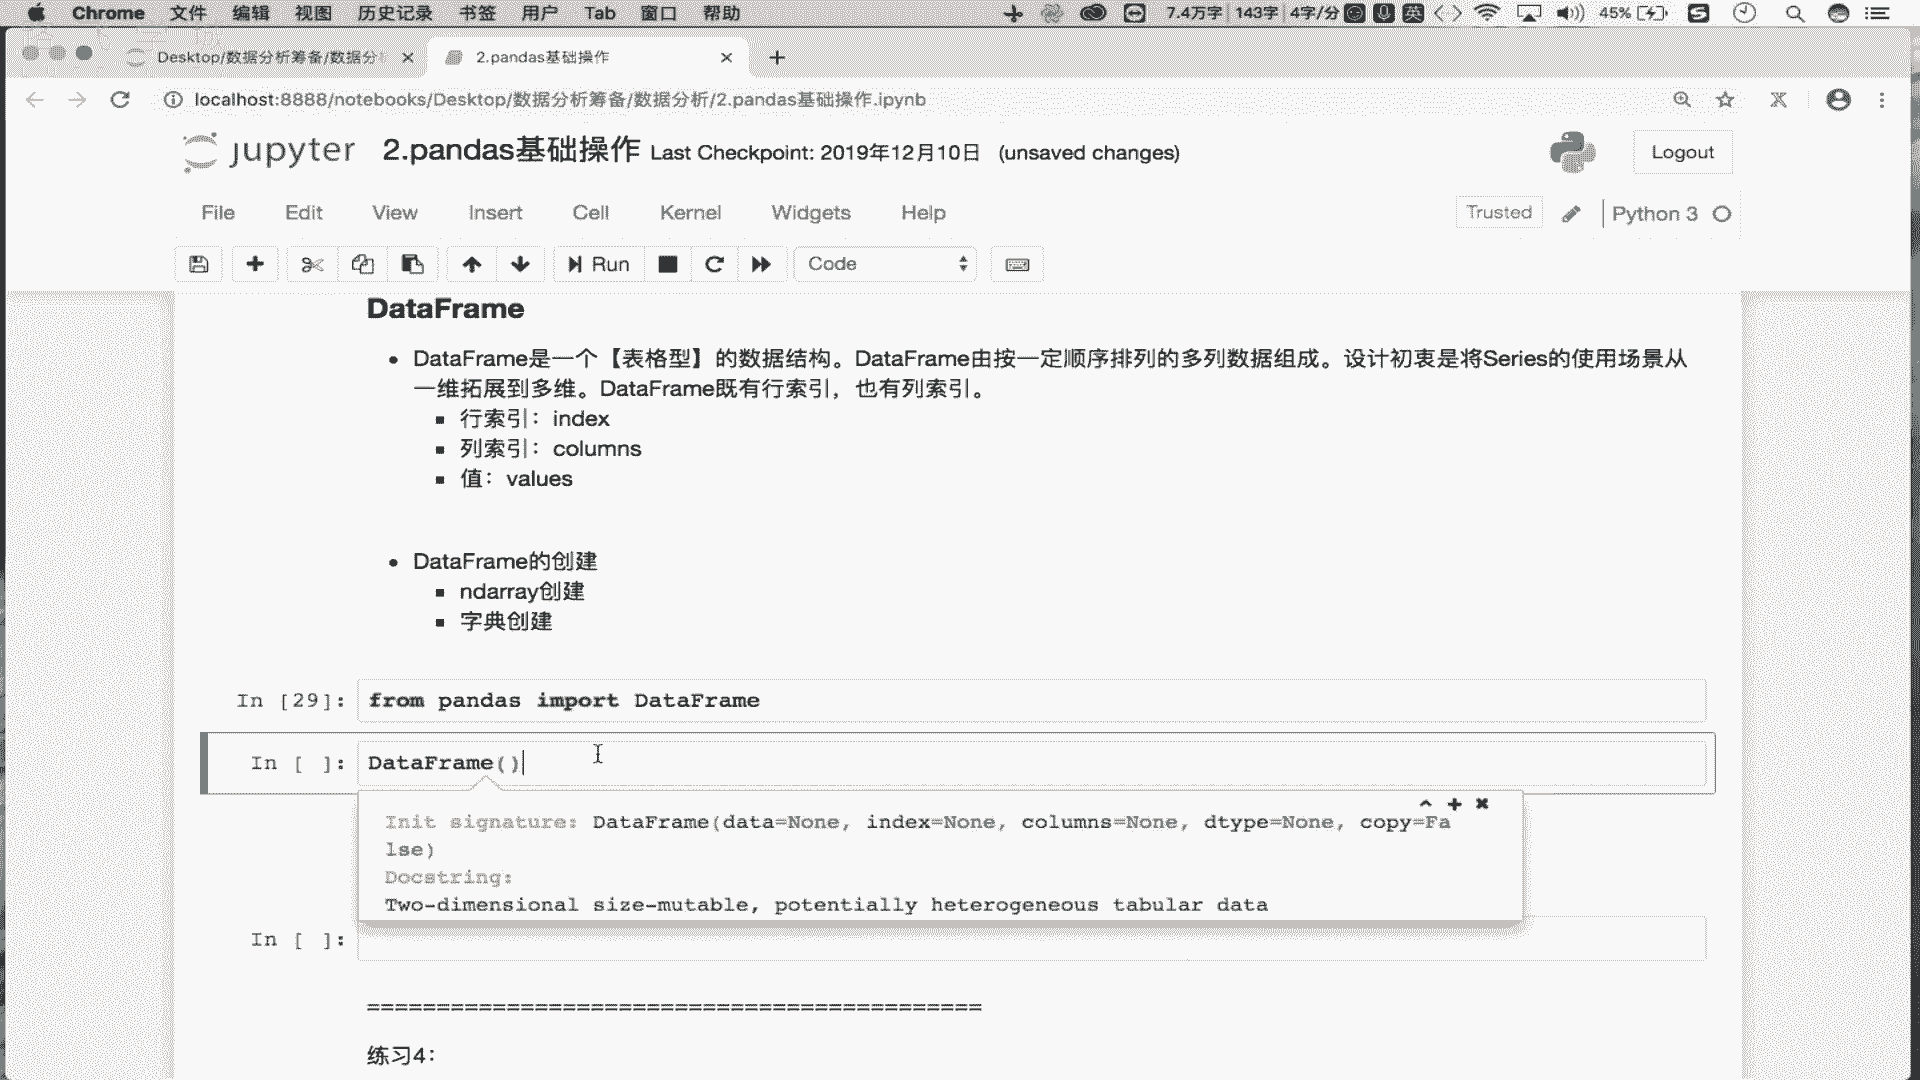 Chrome 文件 编辑 视图 历史记录 书签 用户 Tab 窗口 帮助 7.4万字 143字 4字/分 英 45%
Desktop/数据分析筹备/数据分 2.pandas基础操作
localhost:8888/notebooks/Desktop/数据分析筹备/数据分析/2.pandas基础操作.ipynb
jupyter 2.pandas基础操作 Last Checkpoint: 2019年12月10日 (unsaved changes) Logout
File Edit View Insert Cell Kernel Widgets Help Trusted Python 3
Run Code
DataFrame
DataFrame是一个【表格型】的数据结构。DataFrame由按一定顺序排列的多列数据组成。设计初衷是将Series的使用场景从
一维拓展到多维。DataFrame既有行索引，也有列索引。
行索引：index
列索引：columns
值：values
DataFrame的创建
ndarray创建
字典创建
In [29]: from pandas import DataFrame
In [ ]: DataFrame()
Init signature: DataFrame(data=None, index=None, columns=None, dtype=None, copy=Fa
lse)
Docstring:
Two-dimensional size-mutable, potentially heterogeneous tabular data
In [ ]:
============================================
练习4：